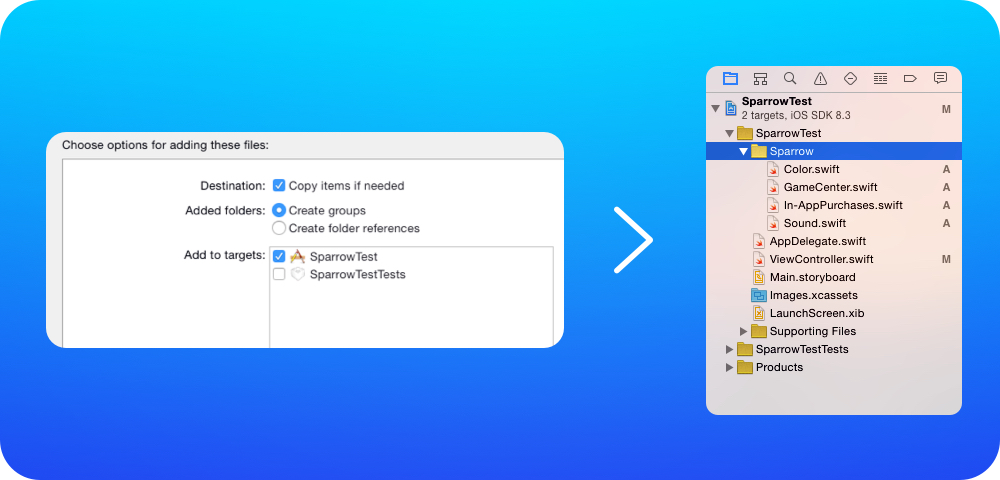 Choose options for adding these files:
Destination: Copy items if needed
Added folders: Create groups
Create folder references
Add to targets: SparrowTest
SparrowTestTests
SparrowTest
2 targets, iOS SDK 8.3 M
SparrowTest
Sparrow
Color.swift A
GameCenter.swift A
In-AppPurchases.swift A
Sound.swift A
AppDelegate.swift
ViewController.swift M
Main.storyboard
Images.xcassets
LaunchScreen.xib
Supporting Files
SparrowTestTests
Products